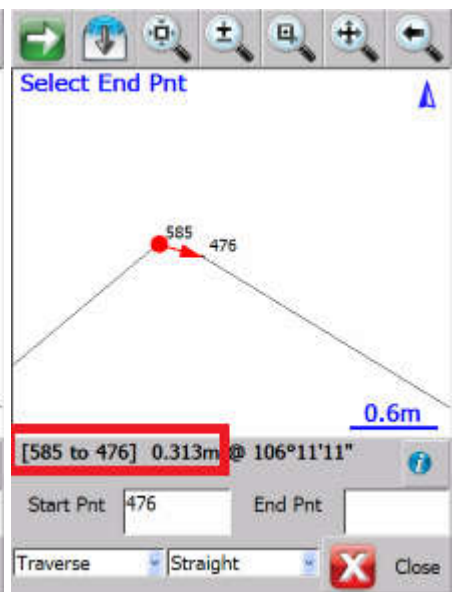 Select End Pnt
585
476
0.6m
[585 to 476] 0.313m @ 106°11'11"
Start Pnt 476 End Pnt
Traverse Straight Close